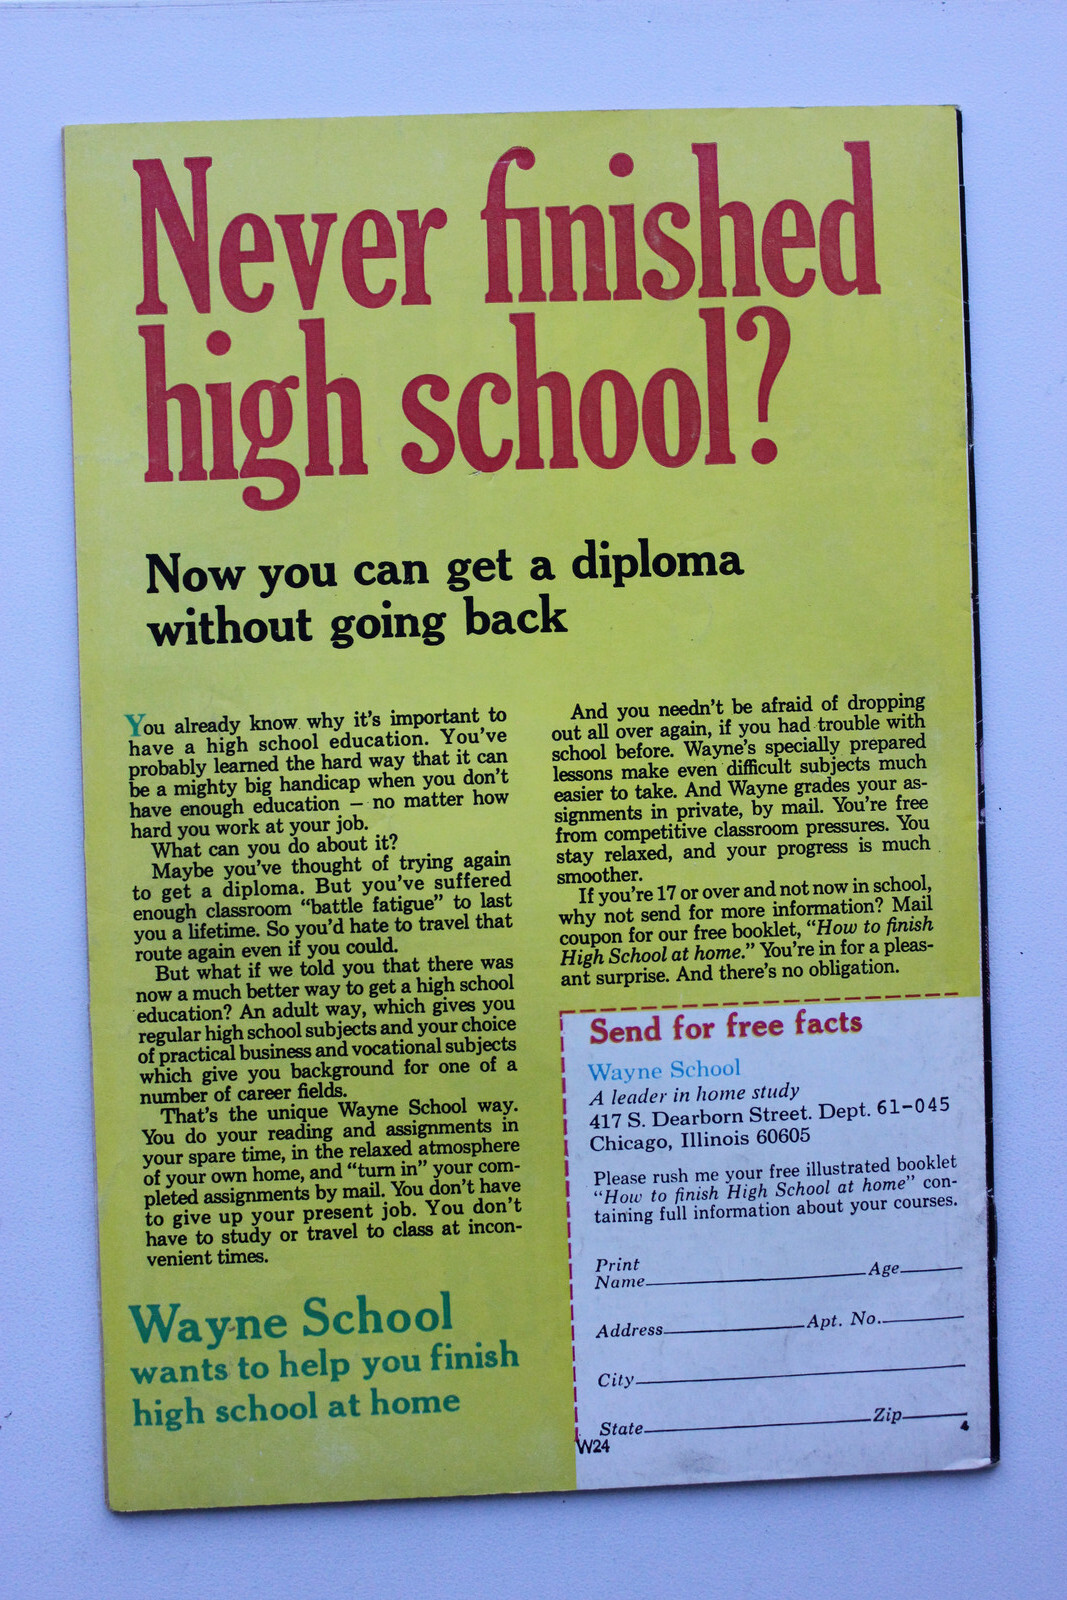 Never finished
high school?
Now you can get a diploma
without going back
You already know why it's important to
have a high school education. You've
probably learned the hard way that it can
be a mighty big handicap when you don't
have enough education — no matter how
hard you work at your job.
What can you do about it?
Maybe you've thought of trying again
to get a diploma. But you've suffered
enough classroom "battle fatigue" to last
you a lifetime. So you'd hate to travel that
route again even if you could.
But what if we told you that there was
now a much better way to get a high school
education? An adult way, which gives you
regular high school subjects and your choice
of practical business and vocational subjects
which give you background for one of a
number of career fields.
That's the unique Wayne School way.
You do your reading and assignments in
your spare time, in the relaxed atmosphere
of your own home, and "turn in" your com-
pleted assignments by mail. You don't have
to give up your present job. You don't
have to study or travel to class at incon-
venient times.
Wayne School
wants to help you finish
high school at home
And you needn't be afraid of dropping
out all over again, if you had trouble with
school before. Wayne's specially prepared
lessons make even difficult subjects much
easier to take. And Wayne grades your as-
signments in private, by mail. You're free
from competitive classroom pressures. You
stay relaxed, and your progress is much
smoother.
If you're 17 or over and not now in school,
why not send for more information? Mail
coupon for our free booklet, "How to finish
High School at home." You're in for a pleas-
ant surprise. And there's no obligation.
Send for free facts
Wayne School
A leader in home study
417 S. Dearborn Street. Dept. 61-045
Chicago, Illinois 60605
Please rush me your free illustrated booklet
"How to finish High School at home" con-
taining full information about your courses.
Print
Name Age
Address Apt. No.
City
State Zip
W24 4